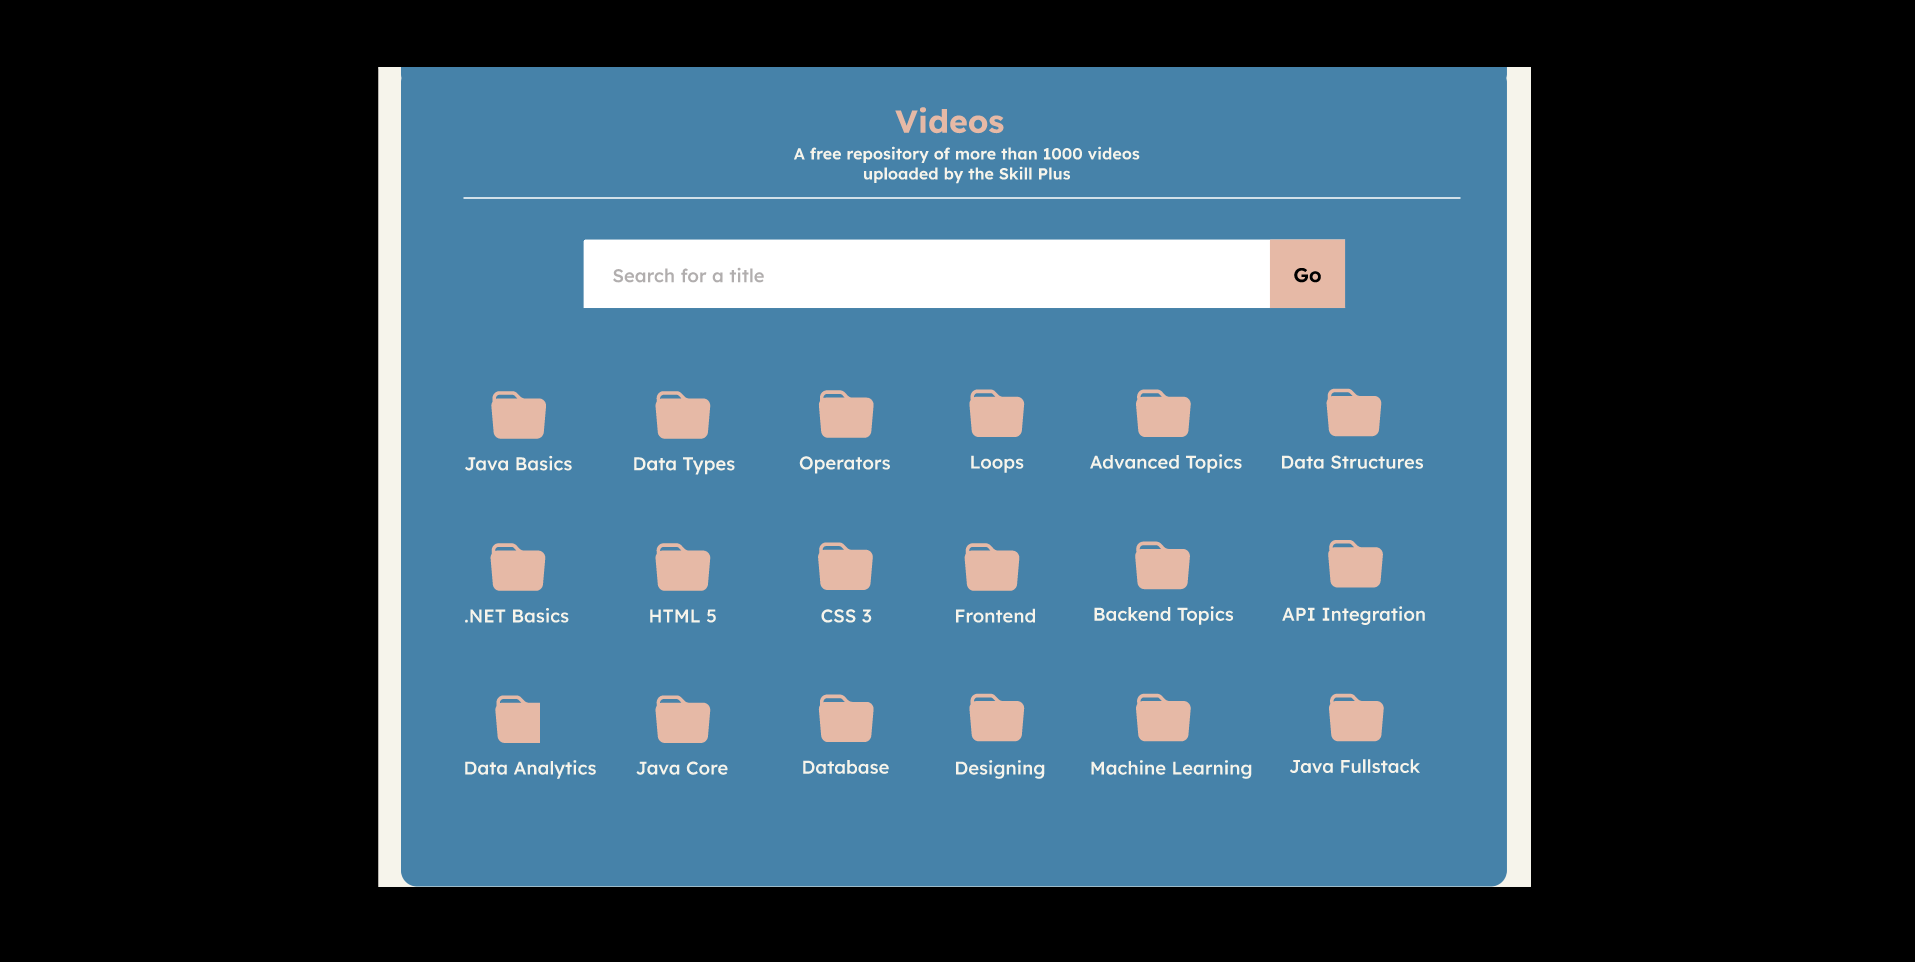 Videos
A free repository of more than 1000 videos
uploaded by the Skill Plus
Search for a title
Go
Java Basics
Data Types
Operators
Loops
Advanced Topics
Data Structures
.NET Basics
HTML 5
CSS 3
Frontend
Backend Topics
API Integration
Data Analytics
Java Core
Database
Designing
Machine Learning
Java Fullstack